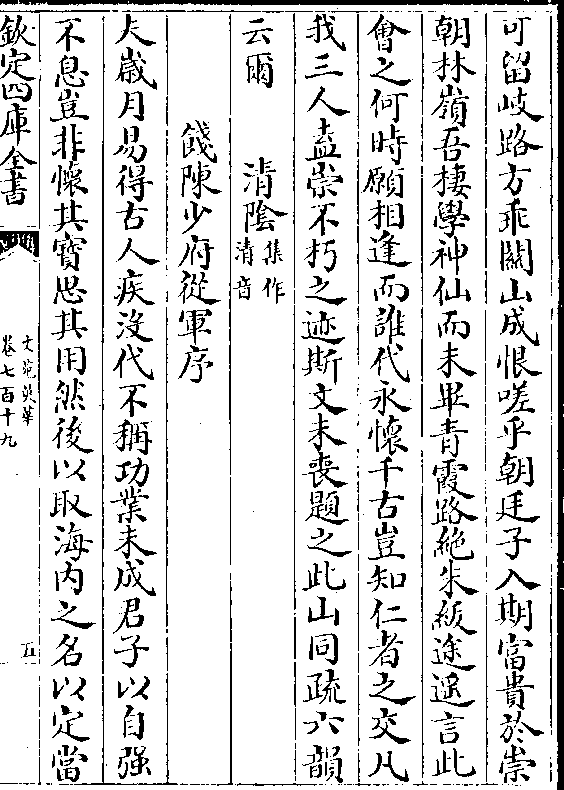 可留岐路方乖關山成恨嗟乎朝廷子入期富貴於崇
朝林嶺吾棲學神仙而未畢青霞路絶朱紱途遥言此
會之何時願相逢而誰代永懷千古豈知仁者之交凡
我三人盍崇不朽之迹斯文未喪題之此山同疏六韻
云爾　清陰集作清音
餞陳少府從軍序
夫嵗月易得古人疾没代不稱功業未成君子以自强
不息豈非懷其寳思其用然後以取海内之名以定當
欽定四庫全書
文苑英華
卷七百十九
五